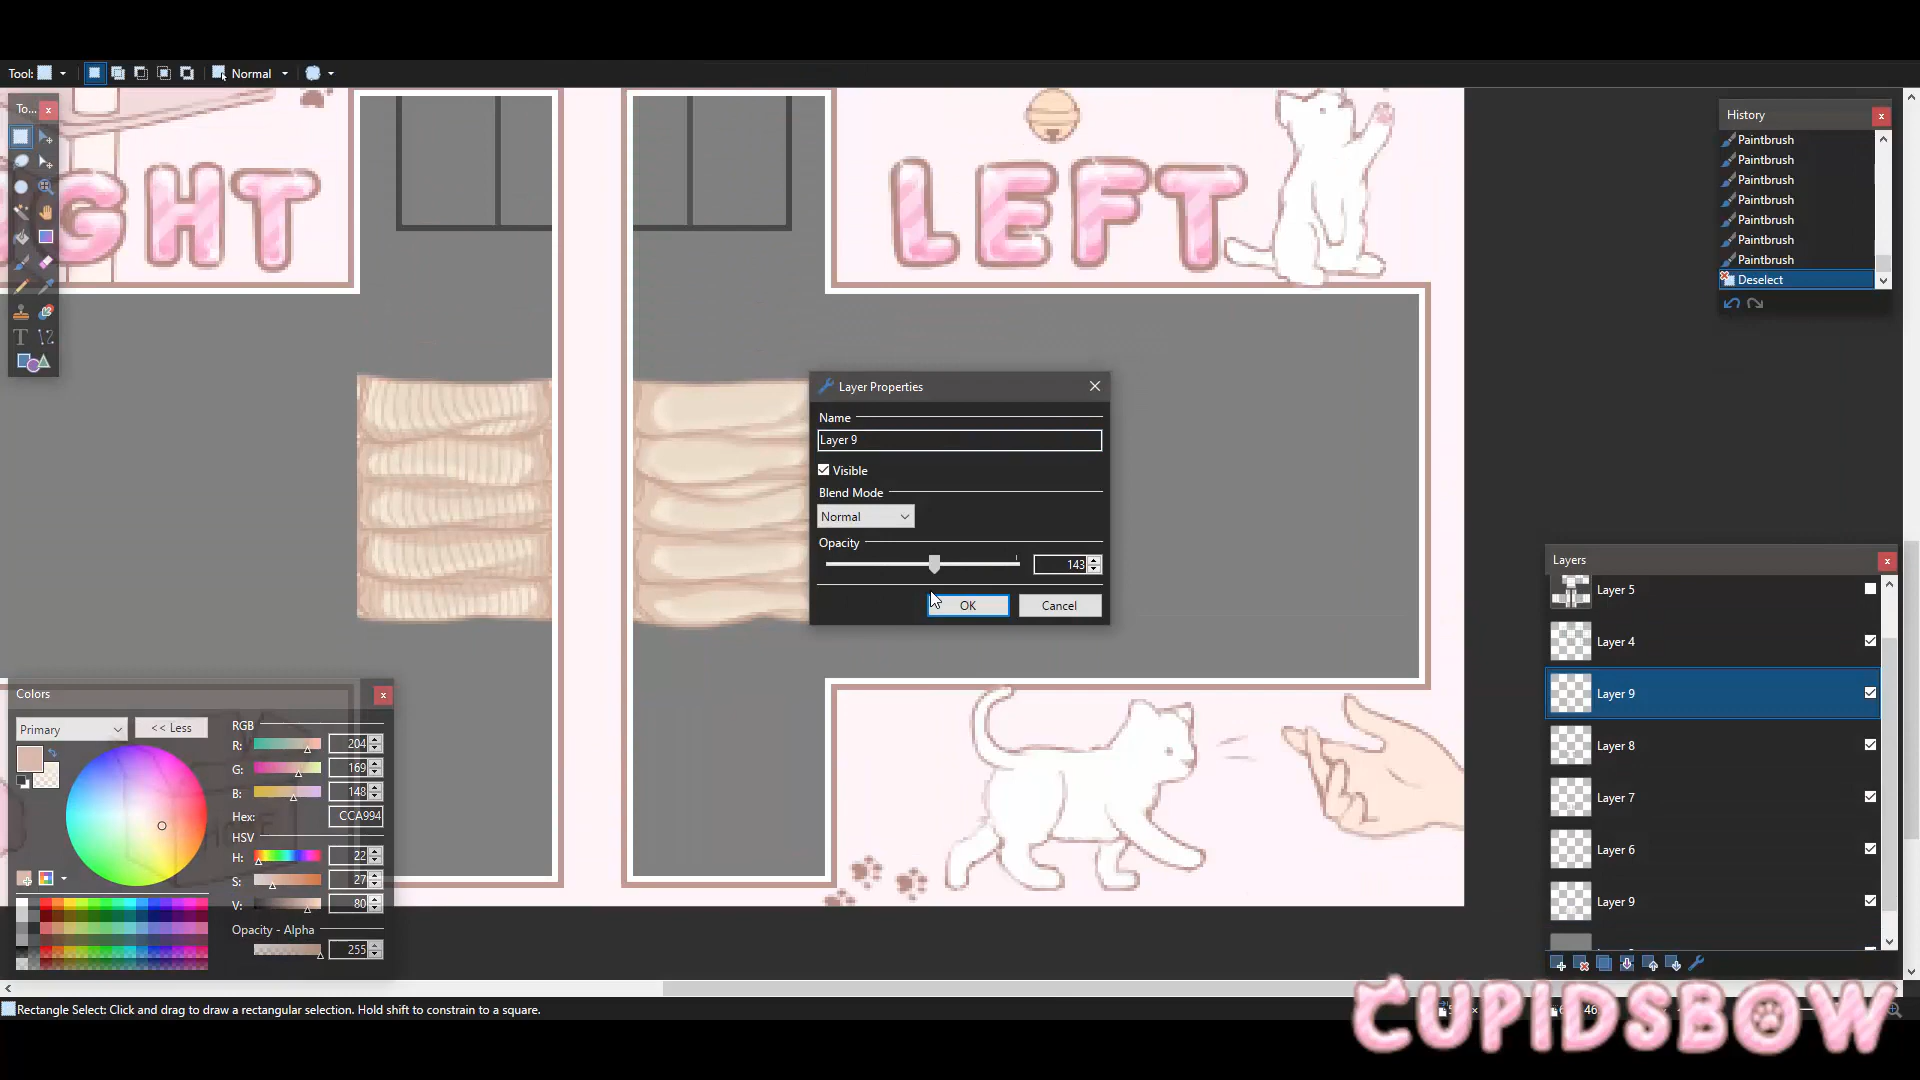 Tool:
Normal
To...
History
Paintbrush
Paintbrush
Paintbrush
Paintbrush
Paintbrush
Paintbrush
Paintbrush
Deselect
GHT
LEFT
Layer Properties
Name
Layer 9
Visible
Blend Mode
Normal
Opacity
143
OK
Cancel
Layers
Layer 5
Layer 4
Layer 9
Layer 8
Layer 7
Layer 6
Layer 9
Colors
Primary
<< Less
RGB
R: 204
G: 169
B: 148
Hex: CCA994
HSV
H: 22
S: 27
V: 80
Opacity - Alpha
255
Rectangle Select: Click and drag to draw a rectangular selection. Hold shift to constrain to a square.
CUPIDSBOW